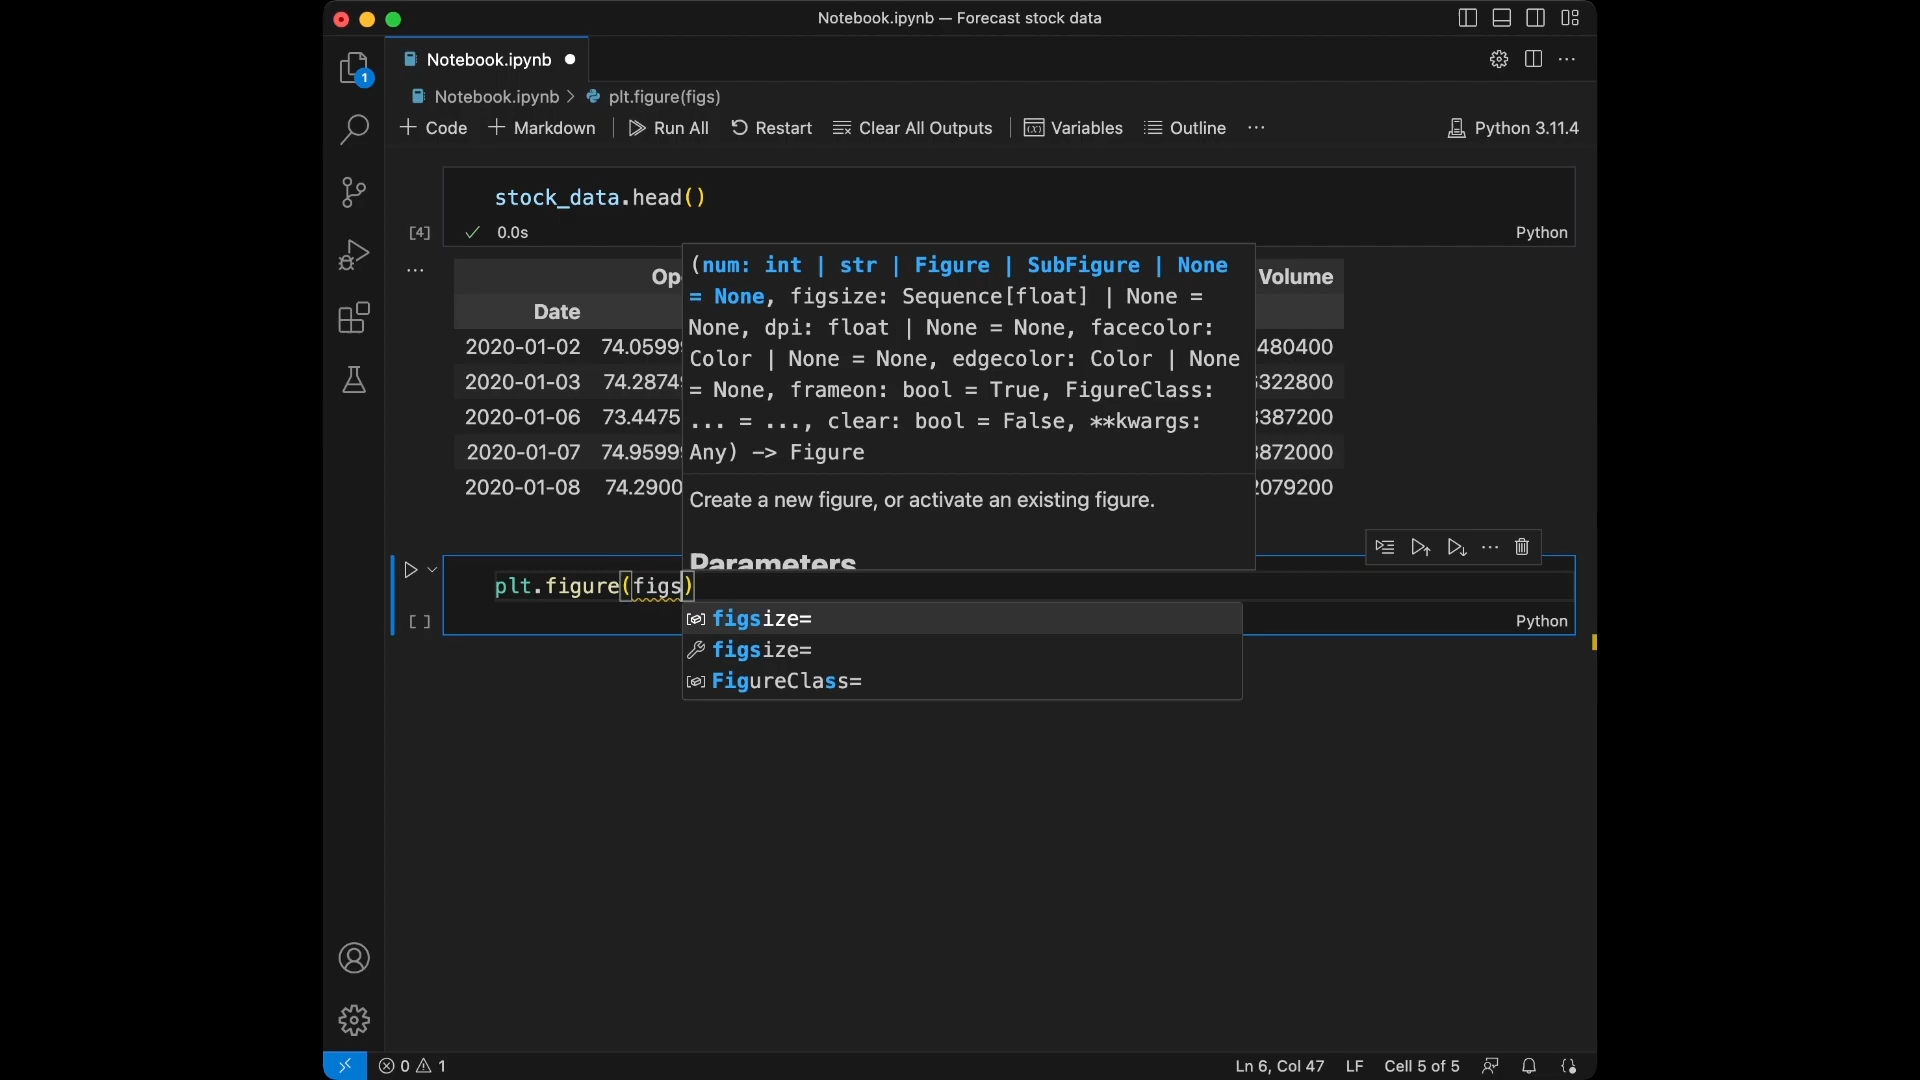 Notebook.ipynb — Forecast stock data
Notebook.ipynb
1
Notebook.ipynb > plt.figure(figs)
+ Code + Markdown Run All Restart Clear All Outputs Variables Outline ... Python 3.11.4
stock_data.head()
[4] ✓ 0.0s Python
...
Volume
Date
2020-01-02 480400
2020-01-03 322800
2020-01-06 73.4475 387200
2020-01-07 872000
2020-01-08 74.2900 079200
(num: int | str | Figure | SubFigure | None
= None, figsize: Sequence[float] | None =
None, dpi: float | None = None, facecolor:
Color | None = None, edgecolor: Color | None
= None, frameon: bool = True, FigureClass:
... = ..., clear: bool = False, **kwargs:
Any) -> Figure
Create a new figure, or activate an existing figure.
Parameters
plt.figure(figs)
[ ] Python
figsize=
figsize=
FigureClass=
0 1 Ln 6, Col 47 LF Cell 5 of 5